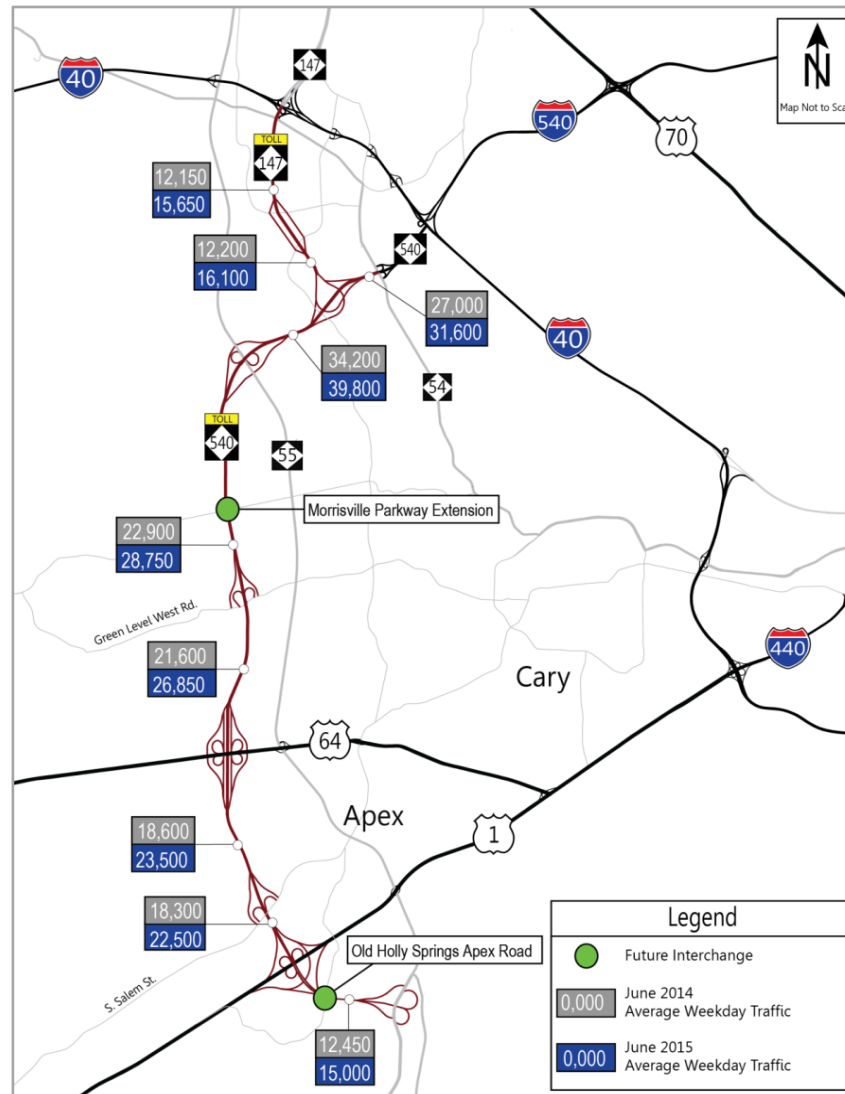 147
N
Map Not to Sca
40
540
70
TOLL
147
12,150
15,650
12,200
16,100
540
27,000
31,600
40
34,200
39,800
54
TOLL
540
55
Morrisville Parkway Extension
22,900
28,750
Green Level West Rd.
440
21,600
26,850
Cary
64
Apex
1
18,600
23,500
18,300
22,500
Old Holly Springs Apex Road
S. Salem St.
12,450
15,000
Legend
Future Interchange
0,000
June 2014
Average Weekday Traffic
0,000
June 2015
Average Weekday Traffic